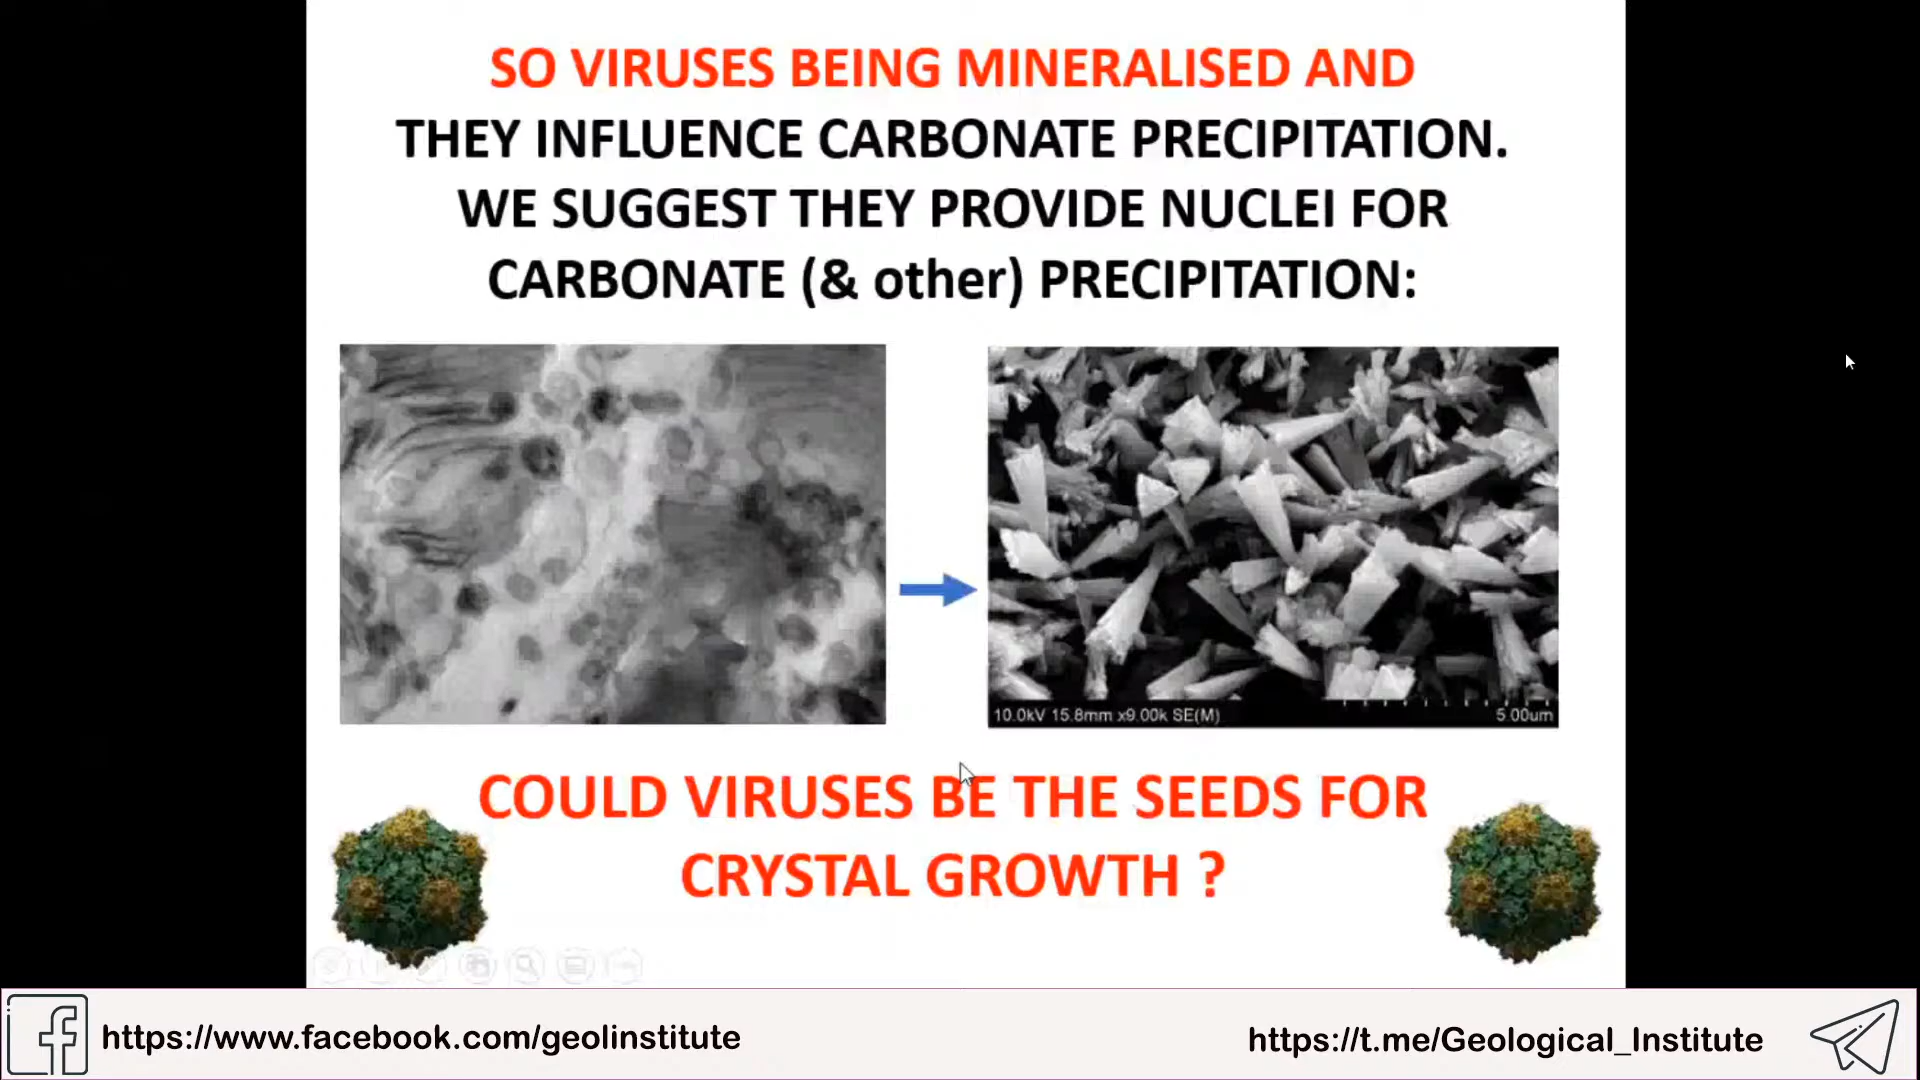 SO VIRUSES BEING MINERALISED AND
THEY INFLUENCE CARBONATE PRECIPITATION.
WE SUGGEST THEY PROVIDE NUCLEI FOR
CARBONATE (& other) PRECIPITATION:
10.0kV 15.8mm x9.00k SE(M)
5.00um
COULD VIRUSES BE THE SEEDS FOR
CRYSTAL GROWTH ?
https://www.facebook.com/geolinstitute
https://t.me/Geological_Institute